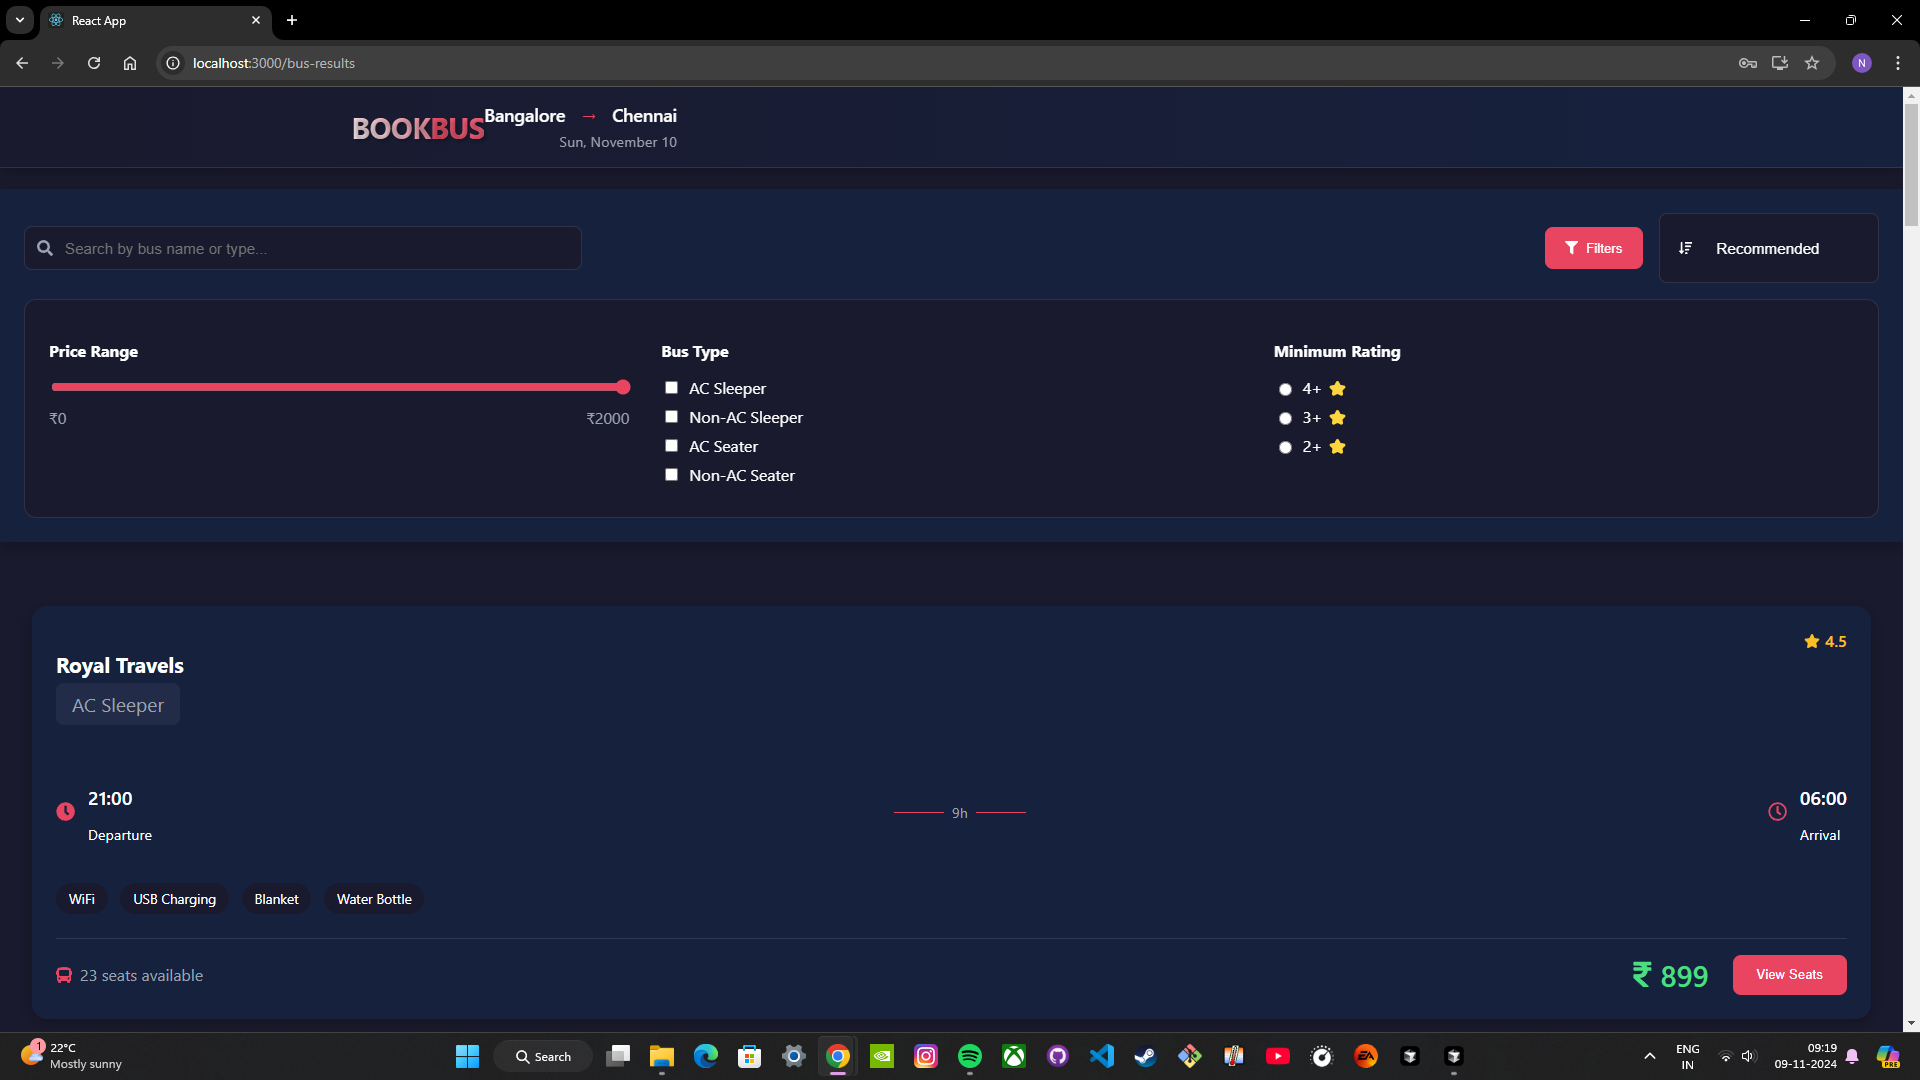 React App
localhost:3000/bus-results
N
BOOKBUS
Bangalore → Chennai
Sun, November 10
Search by bus name or type...
Filters
Recommended
Price Range
₹0 ₹2000
Bus Type
AC Sleeper
Non-AC Sleeper
AC Seater
Non-AC Seater
Minimum Rating
4+
3+
2+
4.5
Royal Travels
AC Sleeper
21:00
Departure
9h
06:00
Arrival
WiFi USB Charging Blanket Water Bottle
23 seats available
₹ 899
View Seats
1
22°C
Mostly sunny
Search
EA
ENG
IN
09:19
09-11-2024
PRE